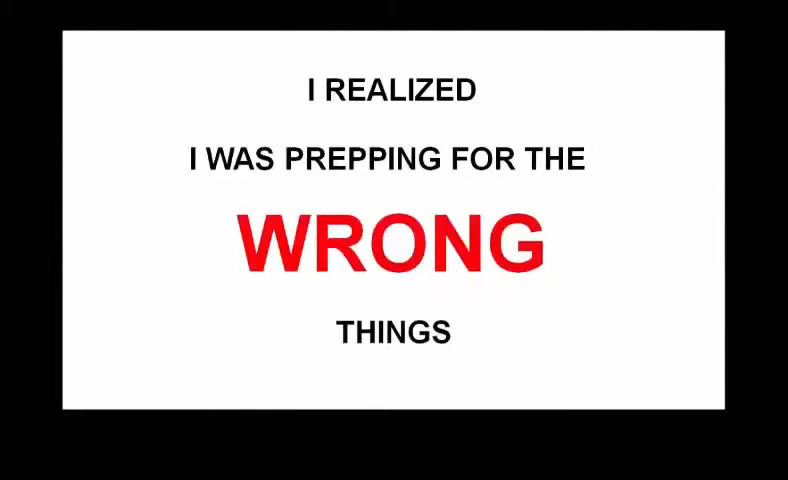 I REALIZED
I WAS PREPPING FOR THE
WRONG
THINGS